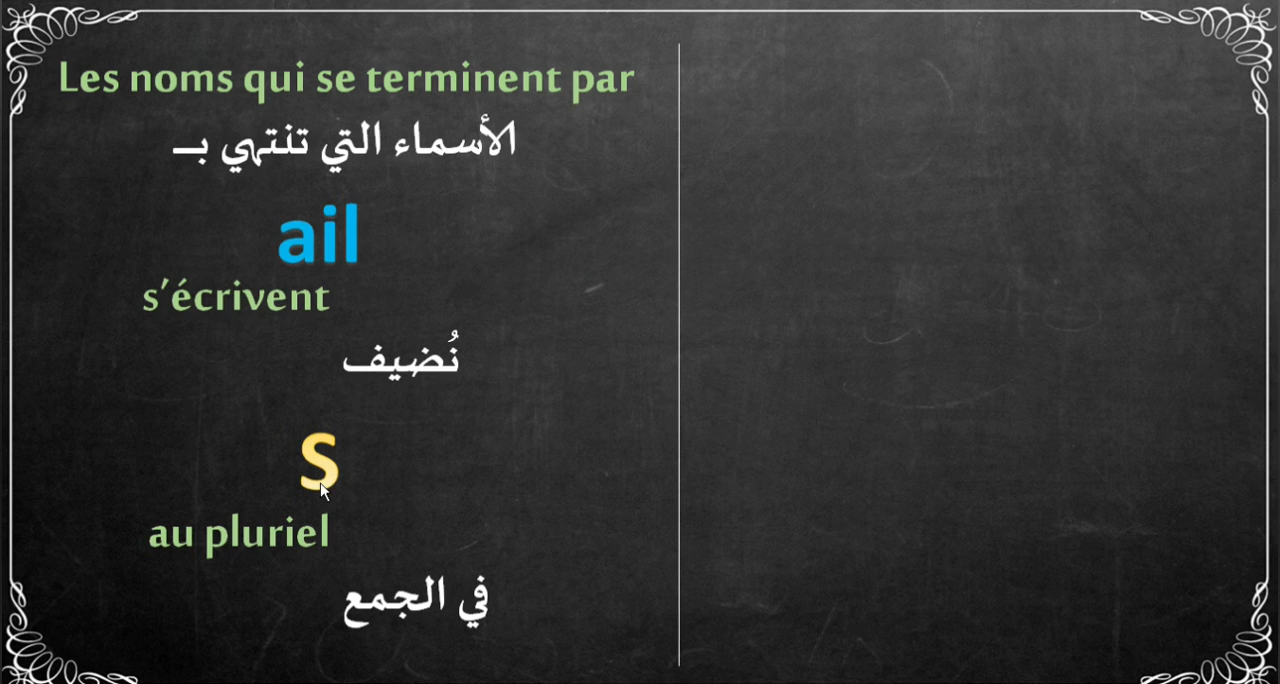 Les noms qui se terminent par
الأسماء التي تنتهي بـ
ail
s'écrivent
نُضيف
s
au pluriel
في الجمع